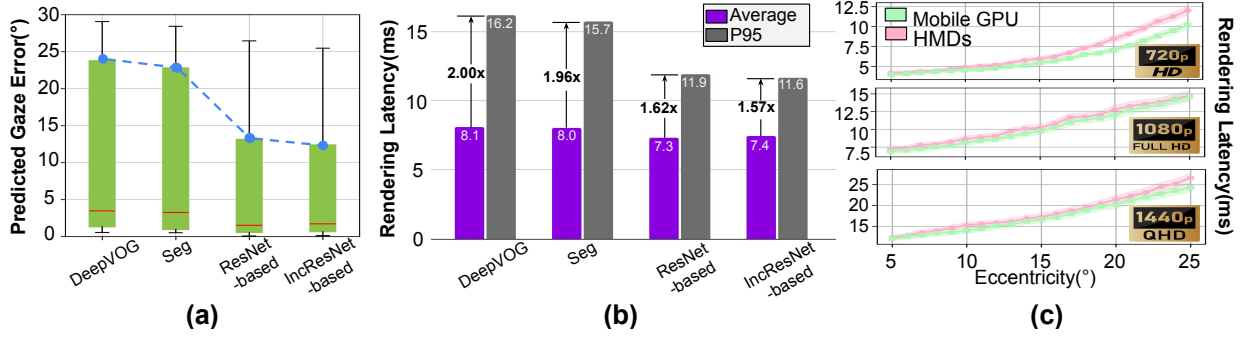 Predicted Gaze Error(°)
30
25
20
15
10
5
0
DeepVOG
Seg
ResNet
-based
IncResNet
-based
(a)
Rendering Latency(ms)
15
10
5
0
Average
P95
2.00x
8.1
16.2
1.96x
8.0
15.7
1.62x
7.3
11.9
1.57x
7.4
11.6
DeepVOG
Seg
ResNet
-based
IncResNet
-based
(b)
Mobile GPU
HMDs
12.5
10.0
7.5
5
720p
HD
15.0
12.5
10.0
7.5
1080p
FULL HD
25
20
15
1440p
QHD
5
10
15
20
25
Eccentricity(°)
Rendering Latency(ms)
(c)